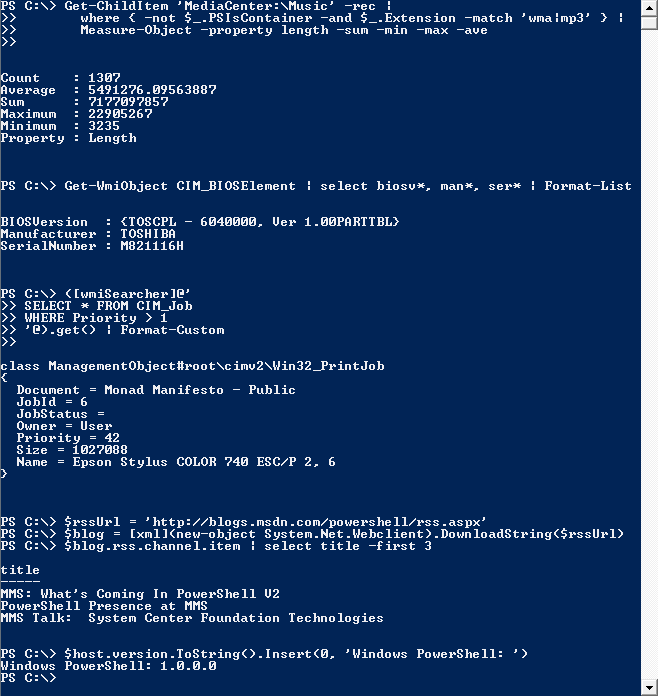 PS C:\> Get-ChildItem 'MediaCenter:\Music' -rec |
>>      where { -not $_.PSIsContainer -and $_.Extension -match 'wma|mp3' } |
>>      Measure-Object -property length -sum -min -max -ave
>>
Count    : 1307
Average  : 5491276.09563887
Sum      : 7177097857
Maximum  : 22905267
Minimum  : 3235
Property : Length
PS C:\> Get-WmiObject CIM_BIOSElement | select biosv*, man*, ser* | Format-List
BIOSVersion  : {TOSCPL - 6040000, Ver 1.00PARTTBL}
Manufacturer : TOSHIBA
SerialNumber : M821116H
PS C:\> ([wmiSearcher]@'
>> SELECT * FROM CIM_Job
>> WHERE Priority > 1
>> '@).get() | Format-Custom
>>
class ManagementObject#root\cimv2\Win32_PrintJob
{
  Document = Monad Manifesto - Public
  JobId = 6
  JobStatus =
  Owner = User
  Priority = 42
  Size = 1027088
  Name = Epson Stylus COLOR 740 ESC/P 2, 6
}
PS C:\> $rssUrl = 'http://blogs.msdn.com/powershell/rss.aspx'
PS C:\> $blog = [xml](new-object System.Net.Webclient).DownloadString($rssUrl)
PS C:\> $blog.rss.channel.item | select title -first 3
title
-----
MMS: What's Coming In PowerShell V2
PowerShell Presence at MMS
MMS Talk:  System Center Foundation Technologies
PS C:\> $host.version.ToString().Insert(0, 'Windows PowerShell: ')
Windows PowerShell: 1.0.0.0
PS C:\>